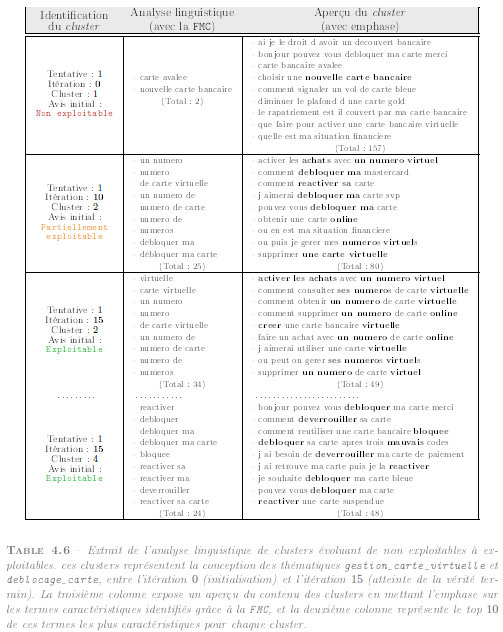 Identification du cluster
Analyse linguistique (avec la FMC)
Aperçu du cluster (avec emphase)
Tentative : 1
Itération : 0
Cluster : 1
Avis initial :
Non exploitable
- carte avalee
- nouvelle carte bancaire
(Total : 2)
- ai je le droit d avoir un decouvert bancaire
- bonjour pouvez vous debloquer ma carte merci
- carte bancaire avalee
- choisir une nouvelle carte bancaire
- comment signaler un vol de carte bleue
- diminuer le plafond d une carte gold
- le rapatriement est il couvert par ma carte bancaire
- que faire pour activer une carte bancaire virtuelle
- quelle est ma situation financiere
(Total : 157)
Tentative : 1
Itération : 10
Cluster : 2
Avis initial :
Partiellement
exploitable
- un numero
- numero
- de carte virtuelle
- un numero de
- numero de carte
- numero de
- numeros
- debloquer ma
- débloquer ma carte
(Total : 25)
- activer les achats avec un numero virtuel
- comment debloquer ma mastercard
- comment reactiver sa carte
- j aimerai debloquer ma carte svp
- pouvez vous debloquer ma carte
- obtenir une carte online
- ou en est ma situation financiere
- ou puis je gerer mes numeros virtuels
- supprimer une carte virtuelle
(Total : 80)
Tentative : 1
Itération : 15
Cluster : 2
Avis initial :
Exploitable
- virtuelle
- carte virtuelle
- un numero
- numero
- de carte virtuelle
- un numero de
- numero de carte
- numero de
- numeros
(Total : 34)
- activer les achats avec un numero virtuel
- comment consulter ses numeros de carte virtuelle
- comment obtenir un numero de carte virtuelle
- comment supprimer un numero de carte online
- creer une carte bancaire virtuelle
- faire un achat avec un numero de carte online
- j aimerai utiliser une carte virtuelle
- ou peut on gerer ses numeros virtuels
- supprimer un numero de carte virtuel
(Total : 49)
.........
...........
........................
Tentative : 1
Itération : 15
Cluster : 4
Avis initial :
Exploitable
- reactiver
- debloquer
- debloquer ma
- debloquer ma carte
- bloquee
- reactiver sa
- reactiver ma
- deverrouiller
- reactiver sa carte
(Total : 24)
- bonjour pouvez vous debloquer ma carte merci
- comment deverrouiller sa carte
- comment reutiliser une carte bancaire bloquee
- debloquer sa carte apres trois mauvais codes
- j ai besoin de deverrouiller ma carte de paiement
- j ai retrouve ma carte puis je la reactiver
- je souhaite debloquer ma carte bleue
- pouvez vous debloquer ma carte
- reactiver une carte suspendue
(Total : 48)
TABLE 4.6 – Extrait de l'analyse linguistique de clusters évoluant de non exploitables à ex-
ploitables. ces clusters représentent la conception des thématiques gestion_carte_virtuelle et
deblocage_carte, entre l'itération 0 (initialisation) et l'itération 15 (atteinte de la vérité ter-
rain). La troisième colonne expose un aperçu du contenu des clusters en mettant l'emphase sur
les termes caractéristiques identifiés grâce à la FMC, et la deuxième colonne représente le top 10
de ces termes les plus caractéristiques pour chaque cluster.